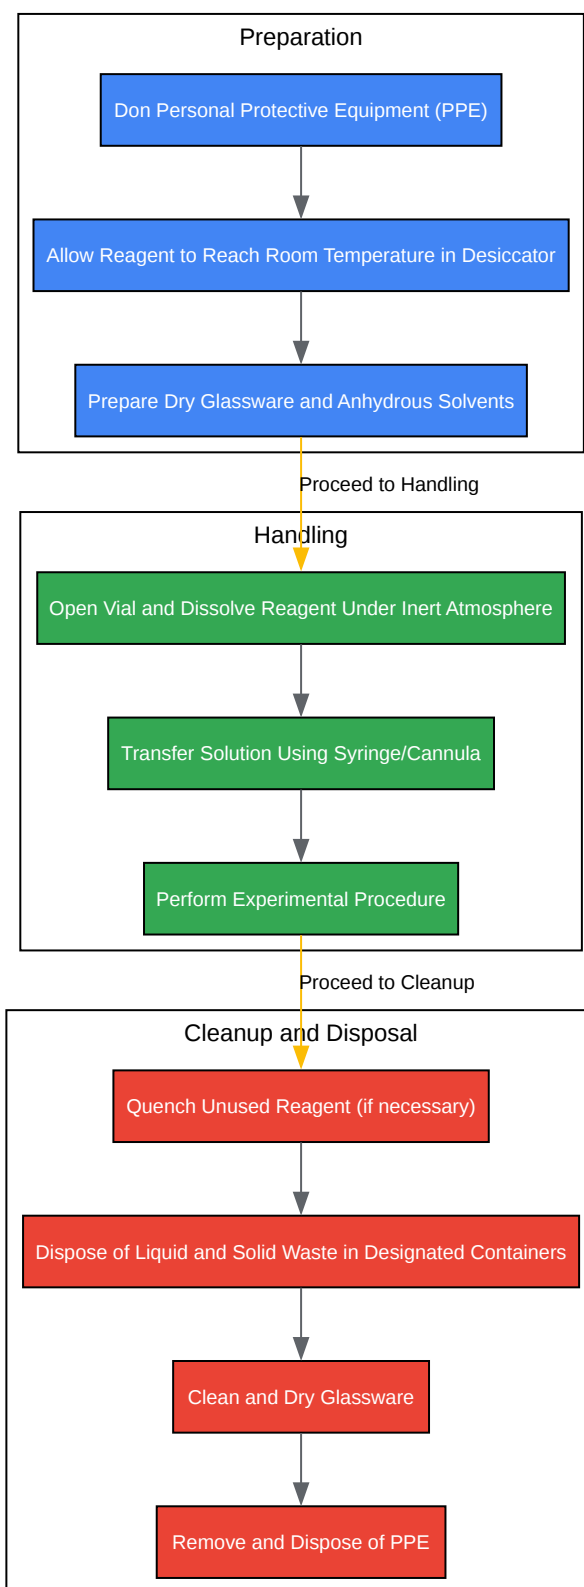 Preparation
Don Personal Protective Equipment (PPE)
Allow Reagent to Reach Room Temperature in Desiccator
Prepare Dry Glassware and Anhydrous Solvents
Proceed to Handling
Handling
Open Vial and Dissolve Reagent Under Inert Atmosphere
Transfer Solution Using Syringe/Cannula
Perform Experimental Procedure
Proceed to Cleanup
Cleanup and Disposal
Quench Unused Reagent (if necessary)
Dispose of Liquid and Solid Waste in Designated Containers
Clean and Dry Glassware
Remove and Dispose of PPE